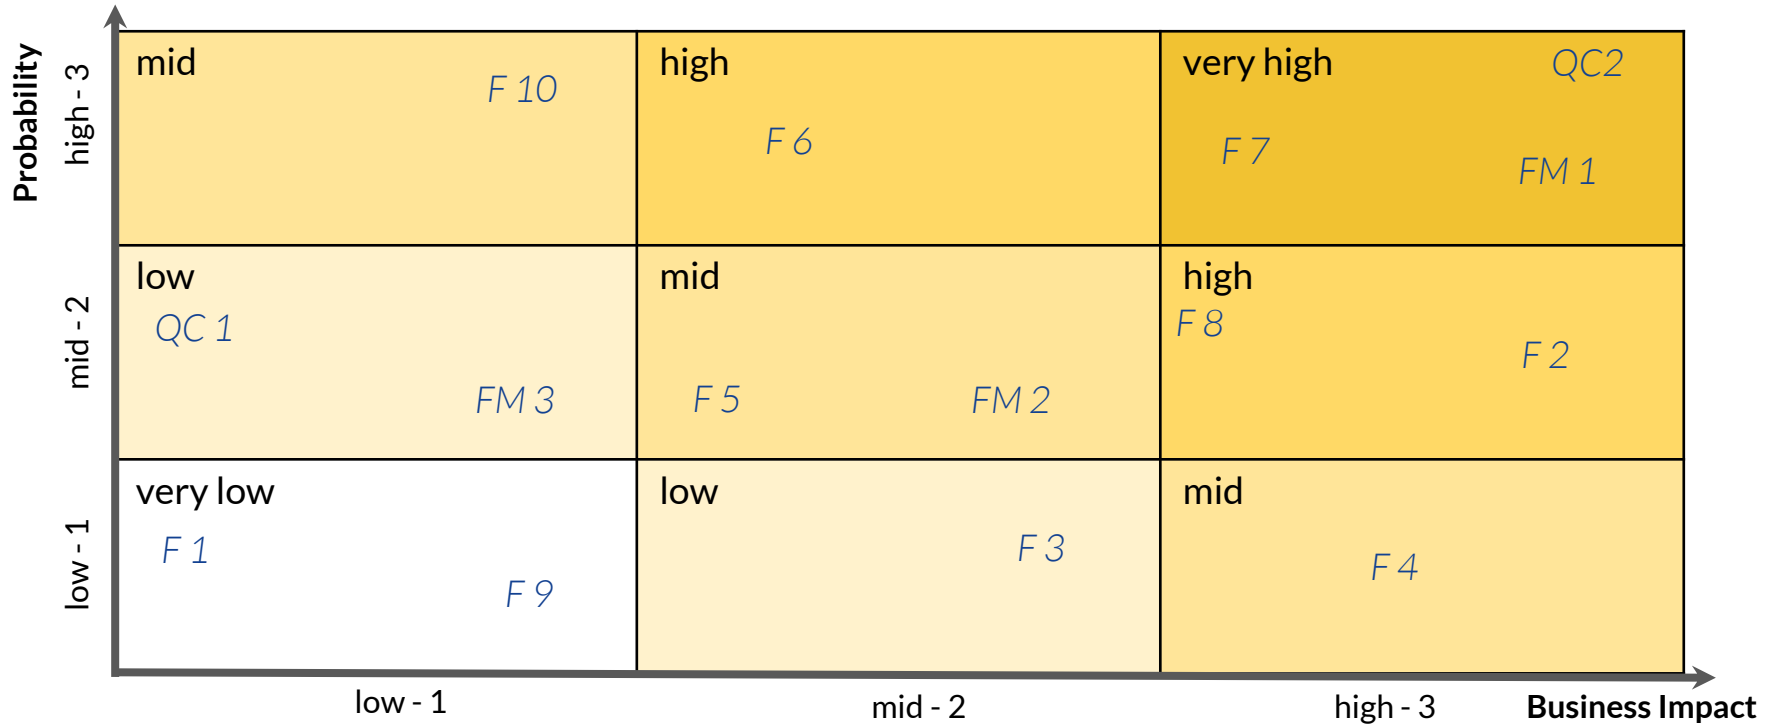 Probability
high - 3
mid
F 10
high
F 6
very high
QC2
F 7
FM 1
mid - 2
low
QC 1
FM 3
mid
F 5
FM 2
high
F 8
F 2
low - 1
very low
F 1
F 9
low
F 3
mid
F 4
low - 1
mid - 2
high - 3
Business Impact